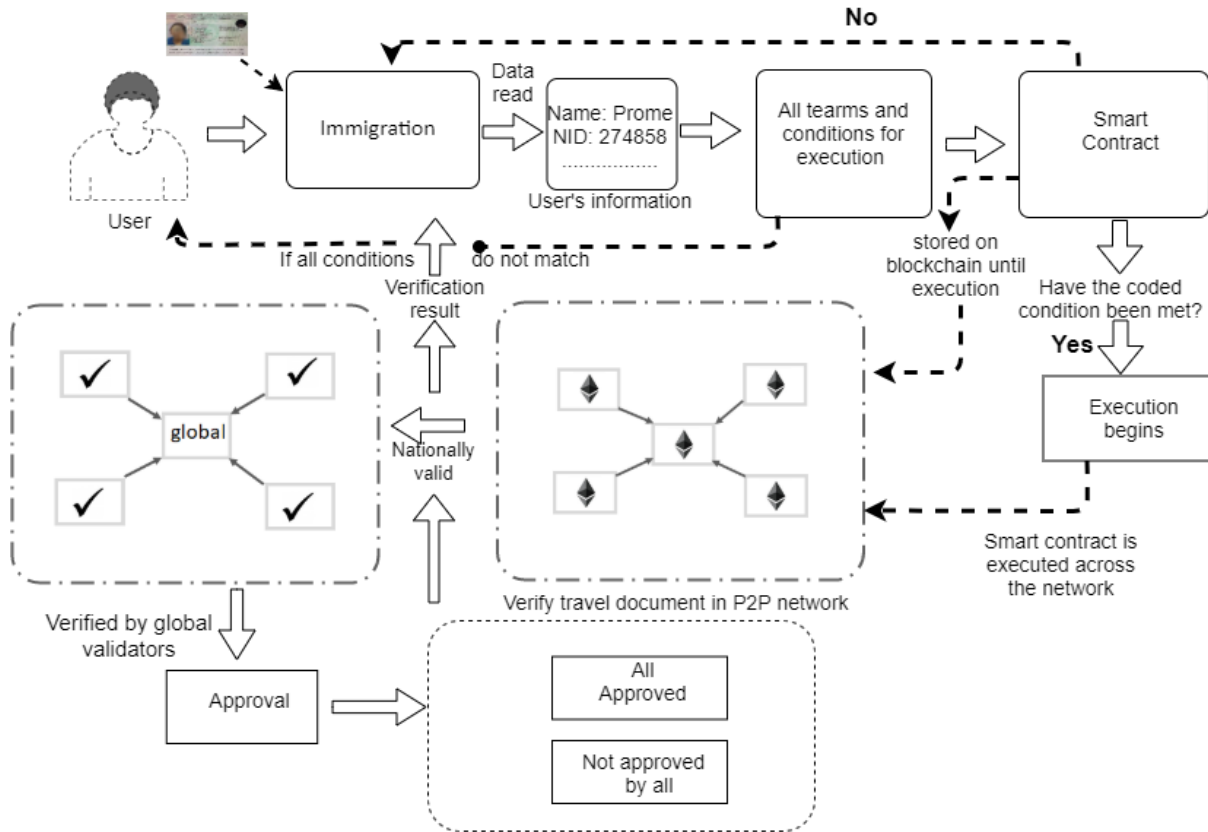 No
Data
read
Immigration
Name: Prome
NID: 274858
.....................
User's information
All tearms and
conditions for
execution
Smart
Contract
User
If all conditions
do not match
Verification
result
stored on
blockchain until
execution
Have the coded
condition been met?
Yes
Execution
begins
global
Nationally
valid
Smart contract is
executed across
the network
Verify travel document in P2P network
Verified by global
validators
Approval
All
Approved
Not approved
by all